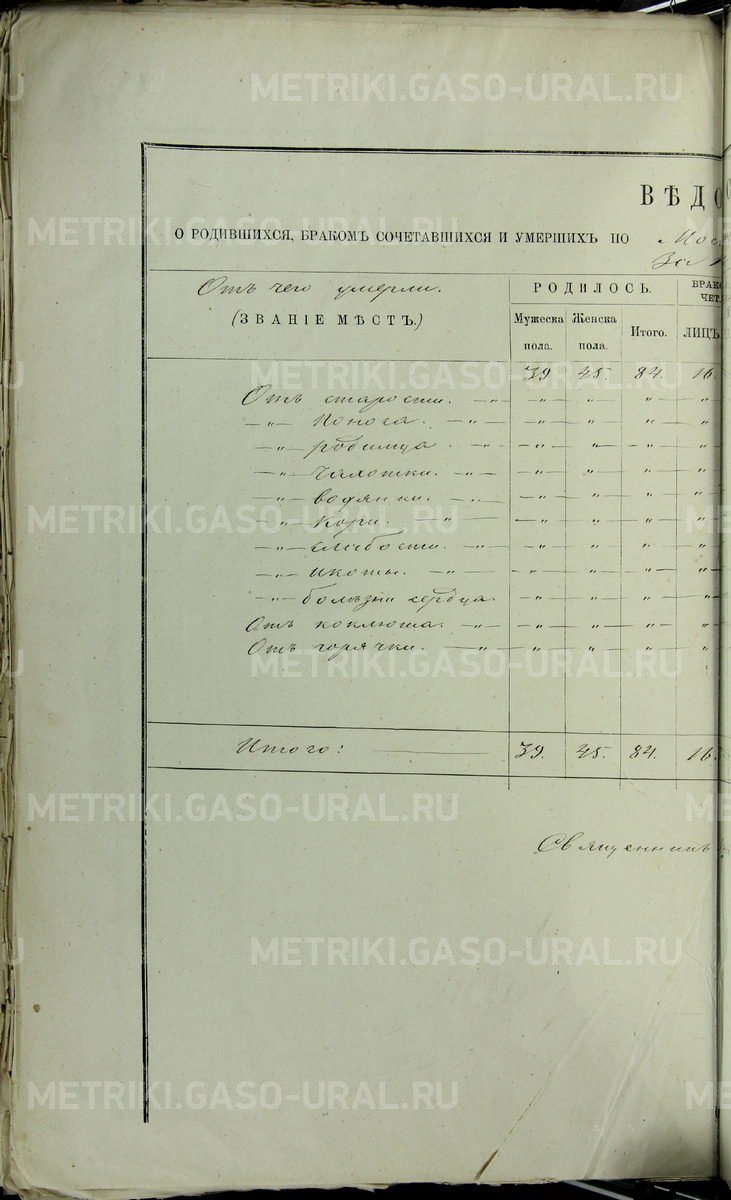 METRIKI.GASO-URAL.RU
ВѢДО
О РОДИВШИХСЯ, БРАКОМЪ СОЧЕТАВШИХСЯ И УМЕРШИХЪ ПО
Отъ чего умерли.
(ЗВАНІЕ МѢСТЪ.)
РОДИЛОСЬ.
БРАКО
ЧЕТ
Мужеска пола.
Женска пола.
Итого.
ЛИЦЪ
39. 45. 84. 16.
Отъ старости. —„— „ „ „ „
—„— Поноса. —„— „ „ „ „
—„— родимца. —„— „ „ „ „
—„— чахотки. —„— „ „ „ „
—„— водянки. —„— „ „ „ „
—„— Кори. —„— „ „ „ „
—„— слабости. —„— „ „ „ „
—„— икоты. —„— „ „ „ „
—„— болѣзни сердца. „ „ „ „
Отъ коклюша. —„— „ „ „ „
Отъ горячки. —„— „ „ „ „
Итого: 39. 45. 84. 16.
Священникъ
METRIKI.GASO-URAL.RU
METRIKI.GASO-URAL.RU
METRIKI.GASO-URAL.RU
METRIKI.GASO-URAL.RU
METRIKI.GASO-URAL.RU
METRIKI.GASO-URAL.RU
METRIKI.GASO-URAL.RU